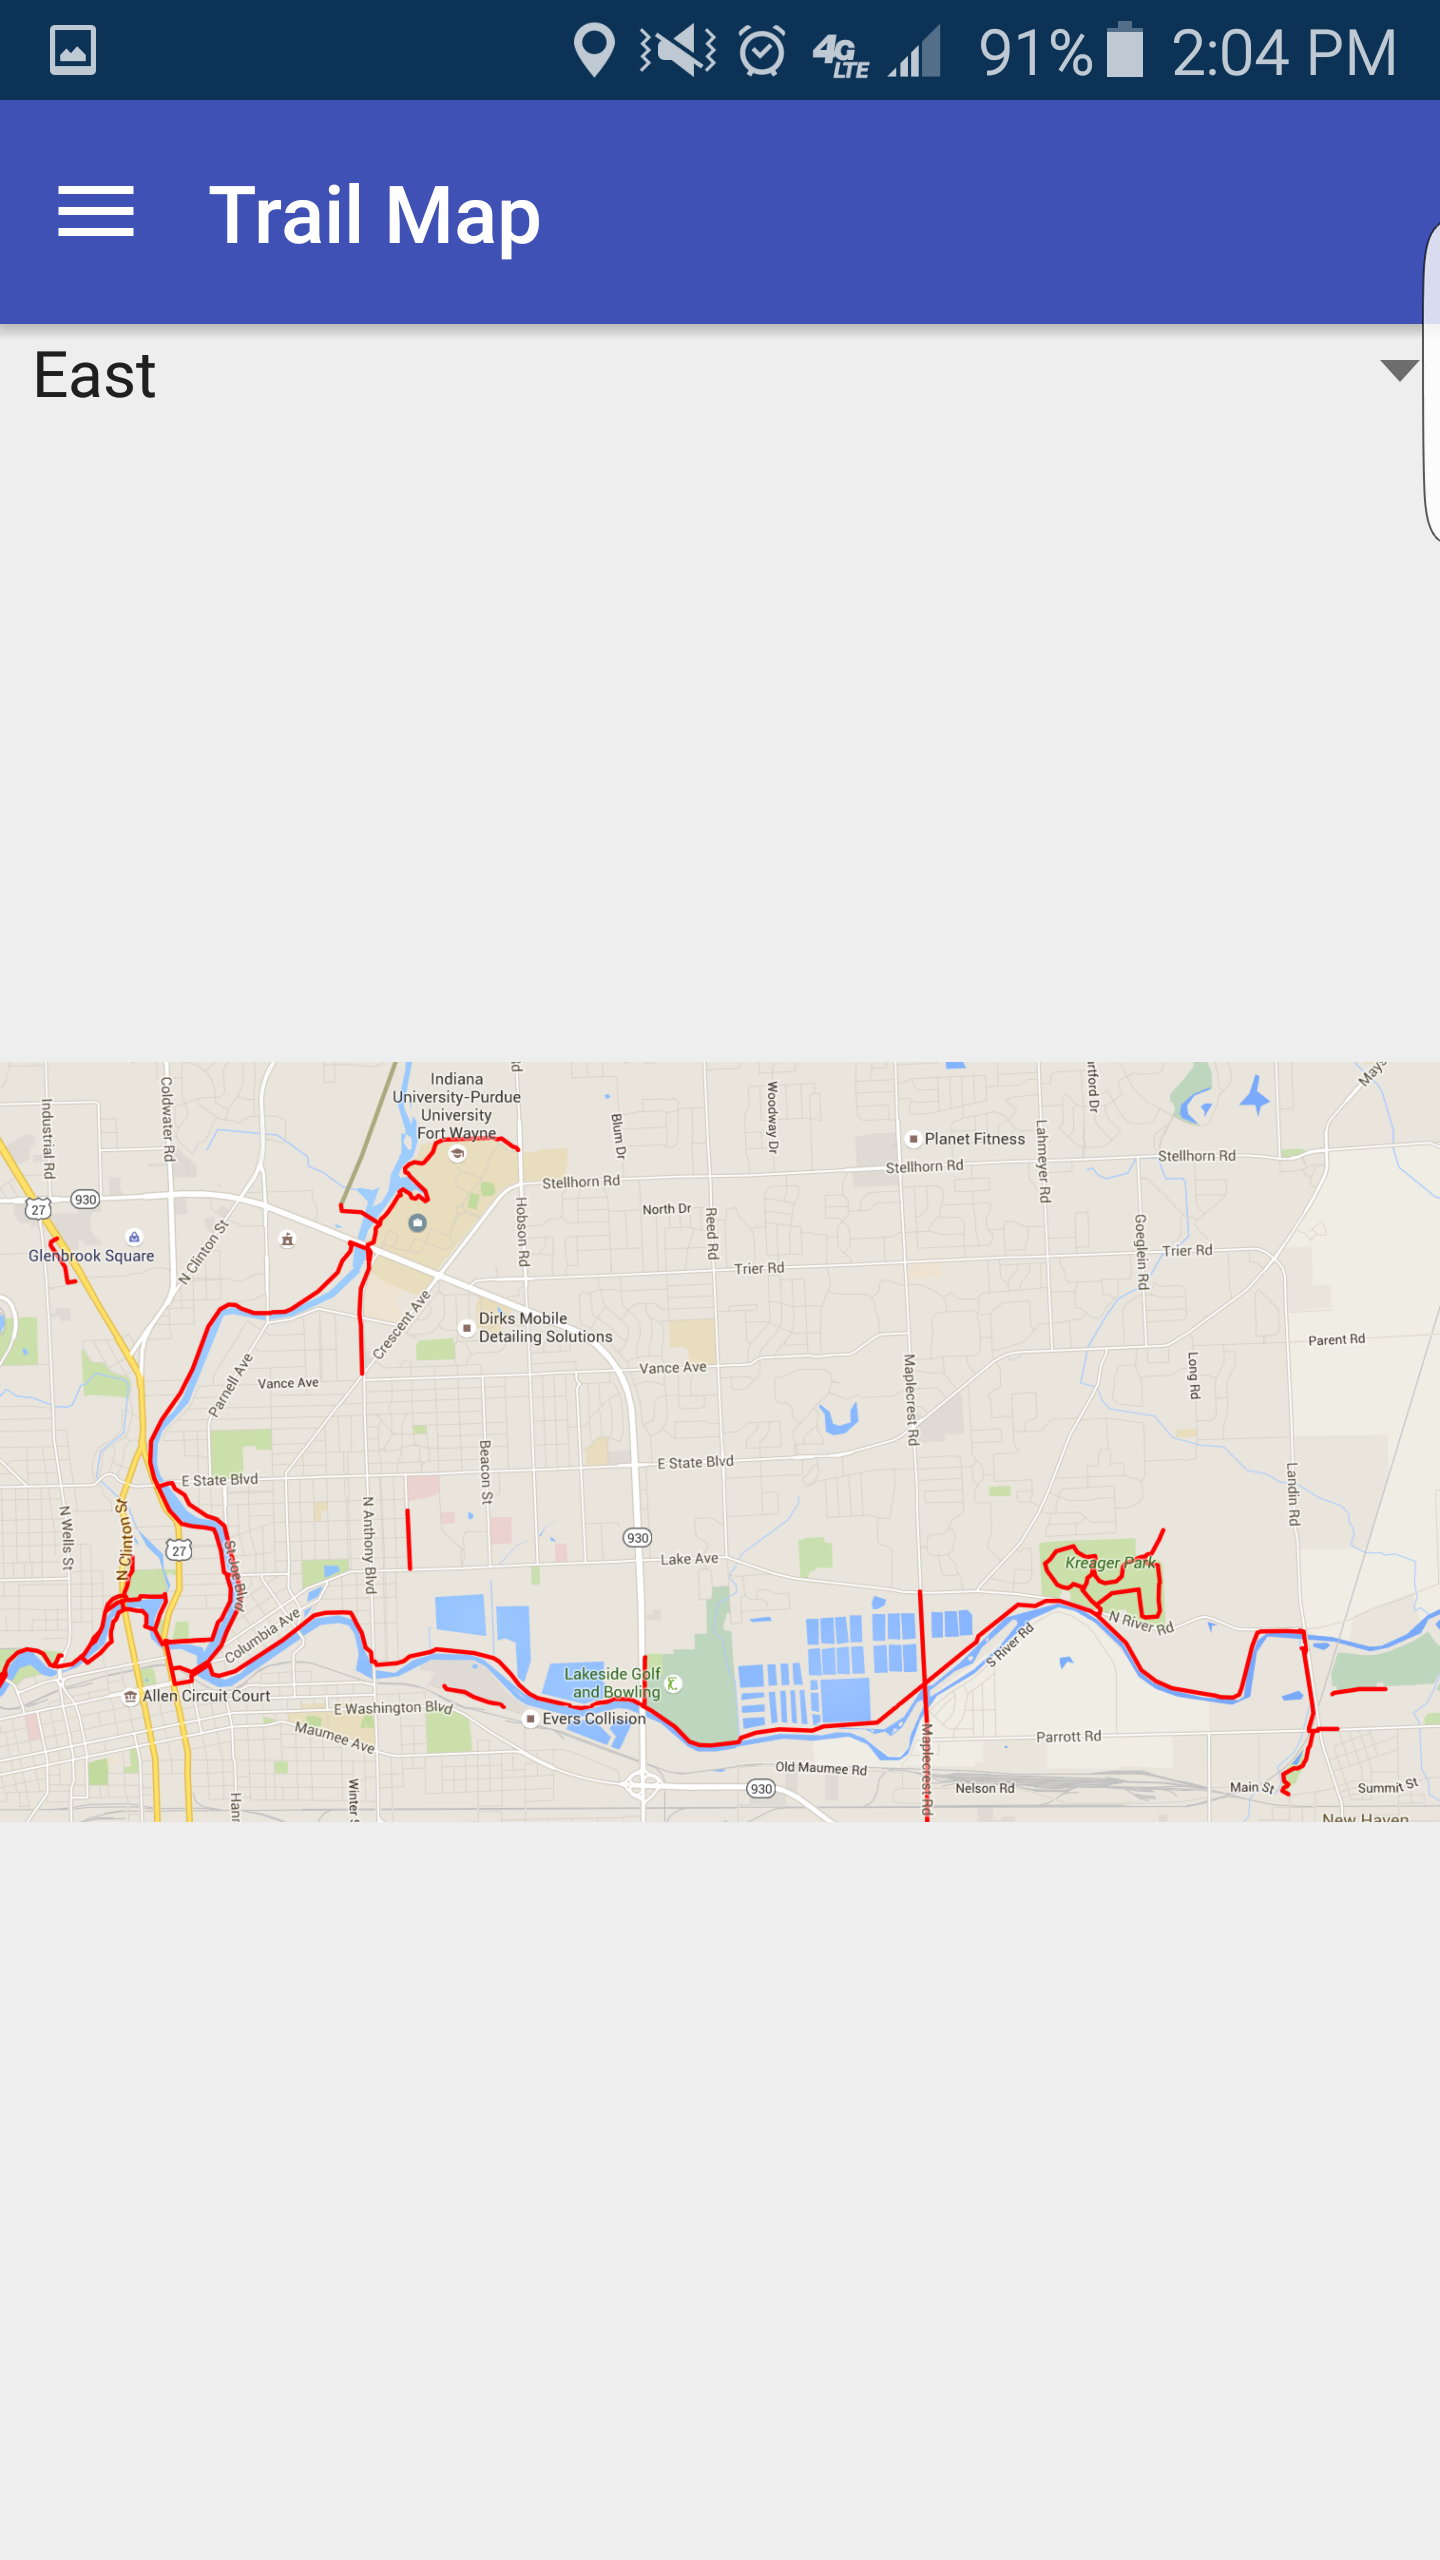 4G LTE 91% 2:04 PM
Trail Map
East
Indiana
University-Purdue
University
Fort Wayne
Industrial Rd
Coldwater Rd
Blum Dr
Woodway Dr
Planet Fitness
Stellhorn Rd
Stellhorn Rd
Stellhorn Rd
Lahmeyer Rd
rtford Dr
Mays
930
27
Glenbrook Square
N Clinton St
Hobson Rd
North Dr
Reed Rd
Trier Rd
Goeglein Rd
Trier Rd
Crescent Ave
Dirks Mobile
Detailing Solutions
Parent Rd
Vance Ave
Vance Ave
Parnell Ave
Maplecrest Rd
Long Rd
E State Blvd
Beacon St
E State Blvd
Landin Rd
N Wells St
N Clinton St
27
St Joe Blvd
N Anthony Blvd
930
Lake Ave
Kreager Park
N River Rd
S River Rd
Columbia Ave
Lakeside Golf
and Bowling
Allen Circuit Court
E Washington Blvd
Evers Collision
Maumee Ave
Maplecrest Rd
Parrott Rd
Old Maumee Rd
930
Nelson Rd
Main St
Summit St
Winter S
New Haven